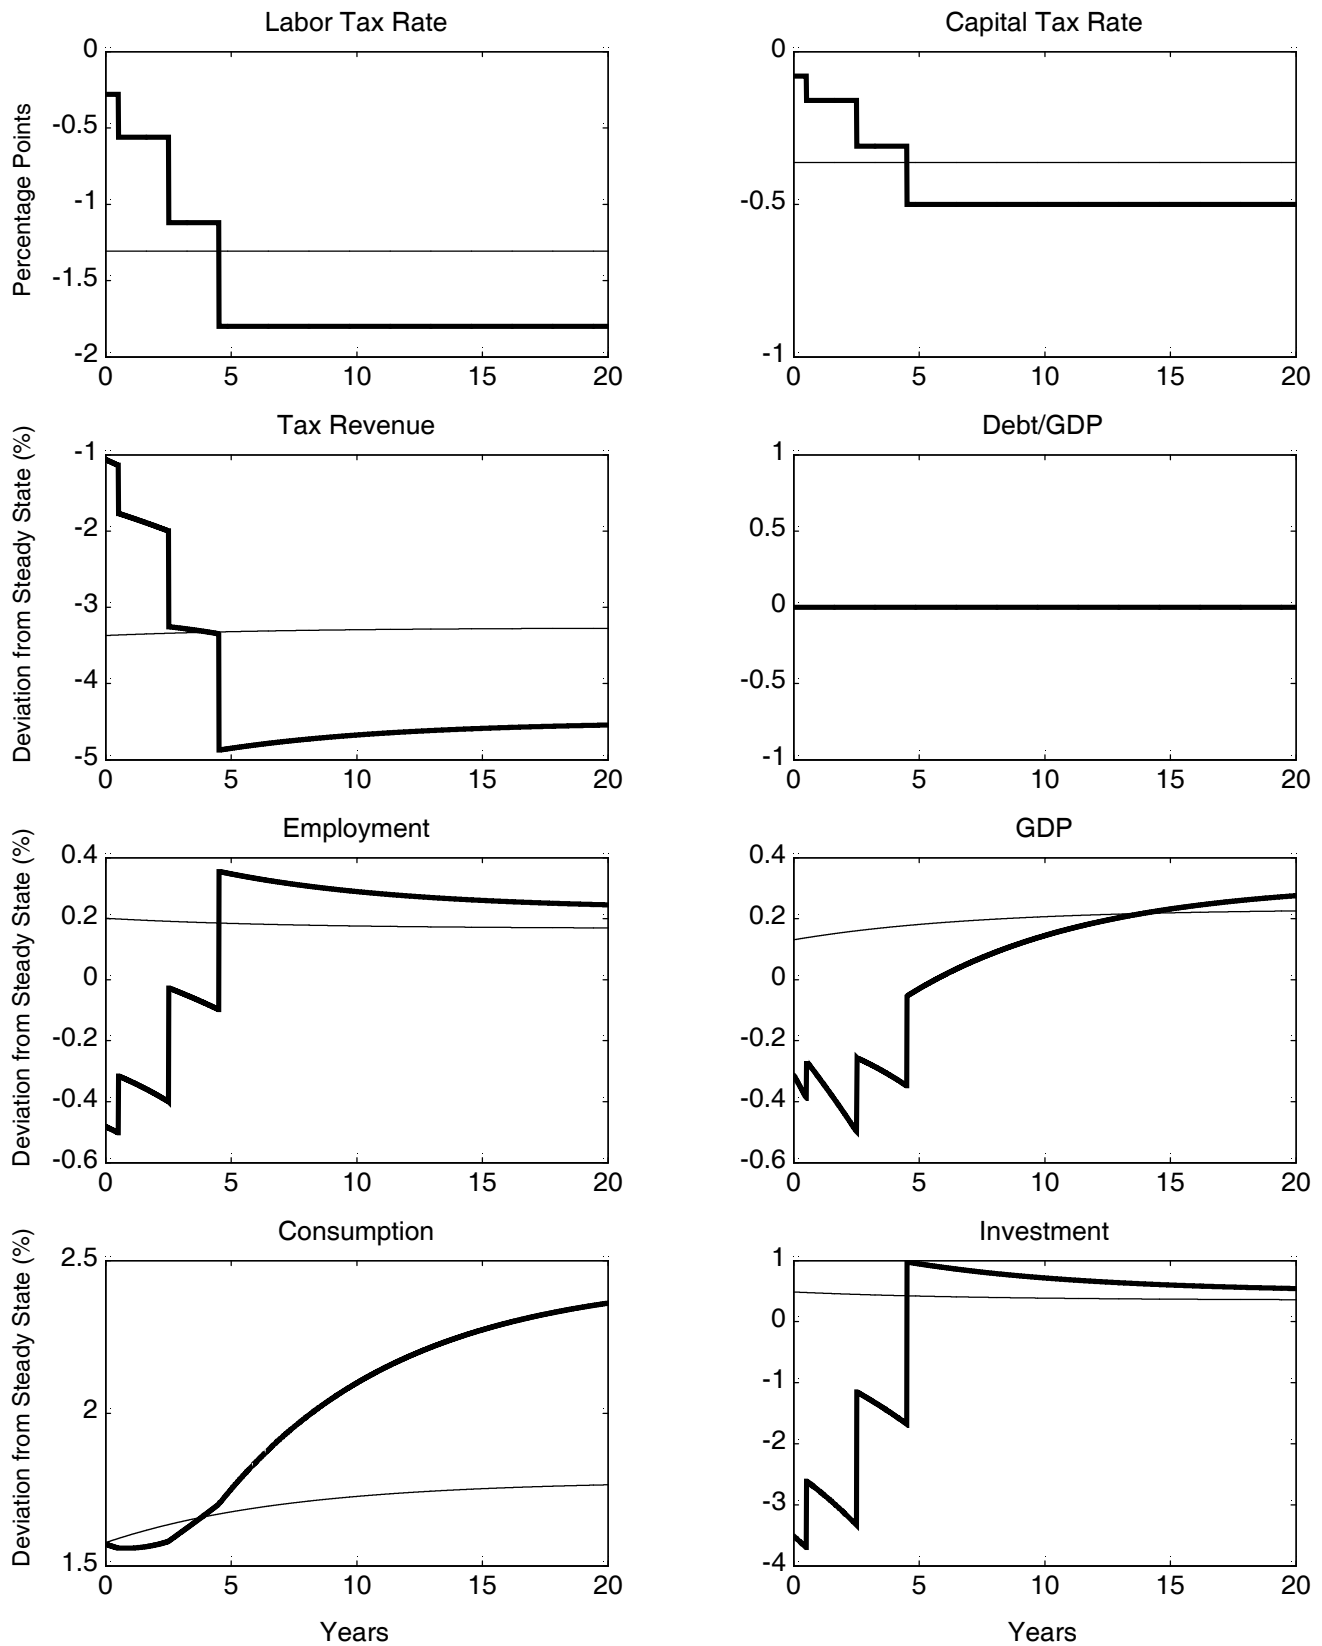 Labor Tax Rate
Percentage Points
0
-0.5
-1
-1.5
-2
0 5 10 15 20
Capital Tax Rate
0
-0.5
-1
0 5 10 15 20
Tax Revenue
Deviation from Steady State (%)
-1
-2
-3
-4
-5
0 5 10 15 20
Debt/GDP
1
0.5
0
-0.5
-1
0 5 10 15 20
Employment
Deviation from Steady State (%)
0.4
0.2
0
-0.2
-0.4
-0.6
0 5 10 15 20
GDP
0.4
0.2
0
-0.2
-0.4
-0.6
0 5 10 15 20
Consumption
Deviation from Steady State (%)
2.5
2
1.5
0 5 10 15 20
Years
Investment
1
0
-1
-2
-3
-4
0 5 10 15 20
Years